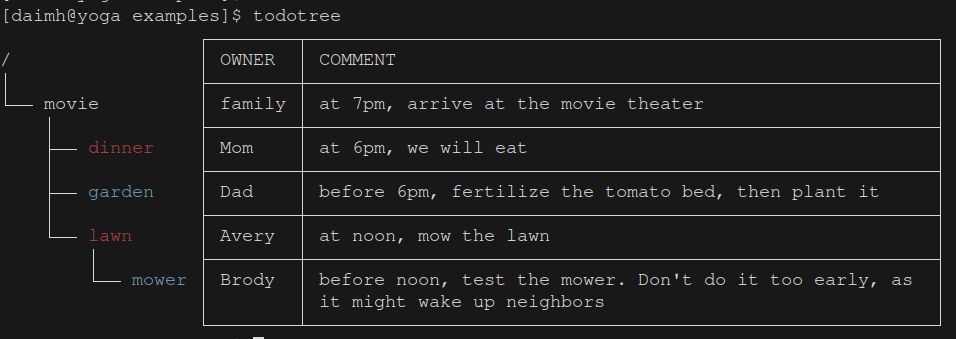 [daimh@yoga examples]$ todotree
OWNER COMMENT
/
movie family at 7pm, arrive at the movie theater
dinner Mom at 6pm, we will eat
garden Dad before 6pm, fertilize the tomato bed, then plant it
lawn Avery at noon, mow the lawn
mower Brody before noon, test the mower. Don't do it too early, as
it might wake up neighbors